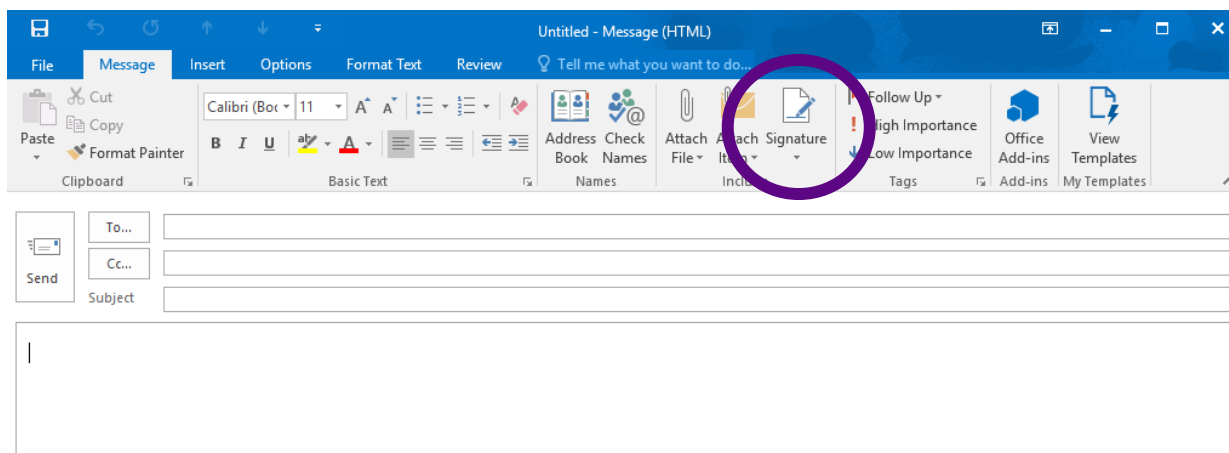 Untitled - Message (HTML)
File Message Insert Options Format Text Review Tell me what you want to do...
Paste
Cut
Copy
Format Painter
Clipboard
Calibri (Boc 11
B I U
Basic Text
Address Book
Check Names
Names
Attach File
Attach Item
Signature
Include
Follow Up
High Importance
Low Importance
Tags
Office Add-ins
Add-ins
View Templates
My Templates
Send
To...
Cc...
Subject